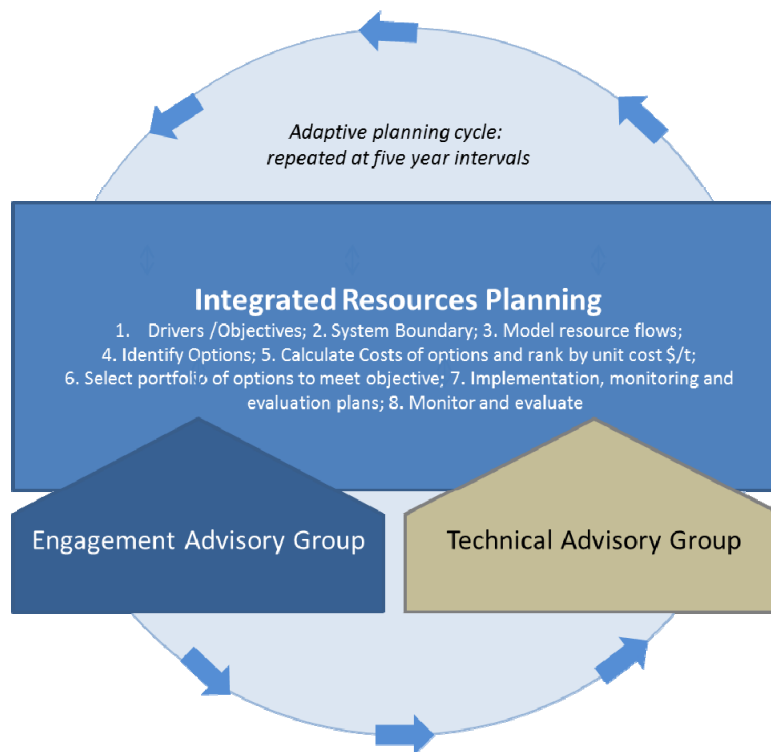 Adaptive planning cycle:
repeated at five year intervals
Integrated Resources Planning
1. Drivers /Objectives; 2. System Boundary; 3. Model resource flows;
4. Identify Options; 5. Calculate Costs of options and rank by unit cost $/t;
6. Select portfolio of options to meet objective; 7. Implementation, monitoring and
evaluation plans; 8. Monitor and evaluate
Engagement Advisory Group
Technical Advisory Group